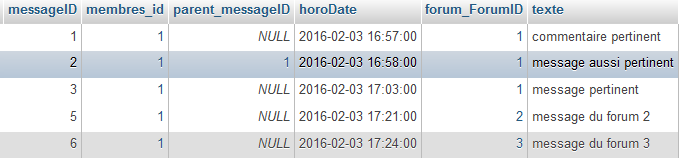 messageID membres_id parent_messageID horoDate forum_ForumID texte
1 1 NULL 2016-02-03 16:57:00 1 commentaire pertinent
2 1 1 2016-02-03 16:58:00 1 message aussi pertinent
3 1 NULL 2016-02-03 17:03:00 1 message pertinent
5 1 NULL 2016-02-03 17:21:00 2 message du forum 2
6 1 NULL 2016-02-03 17:24:00 3 message du forum 3